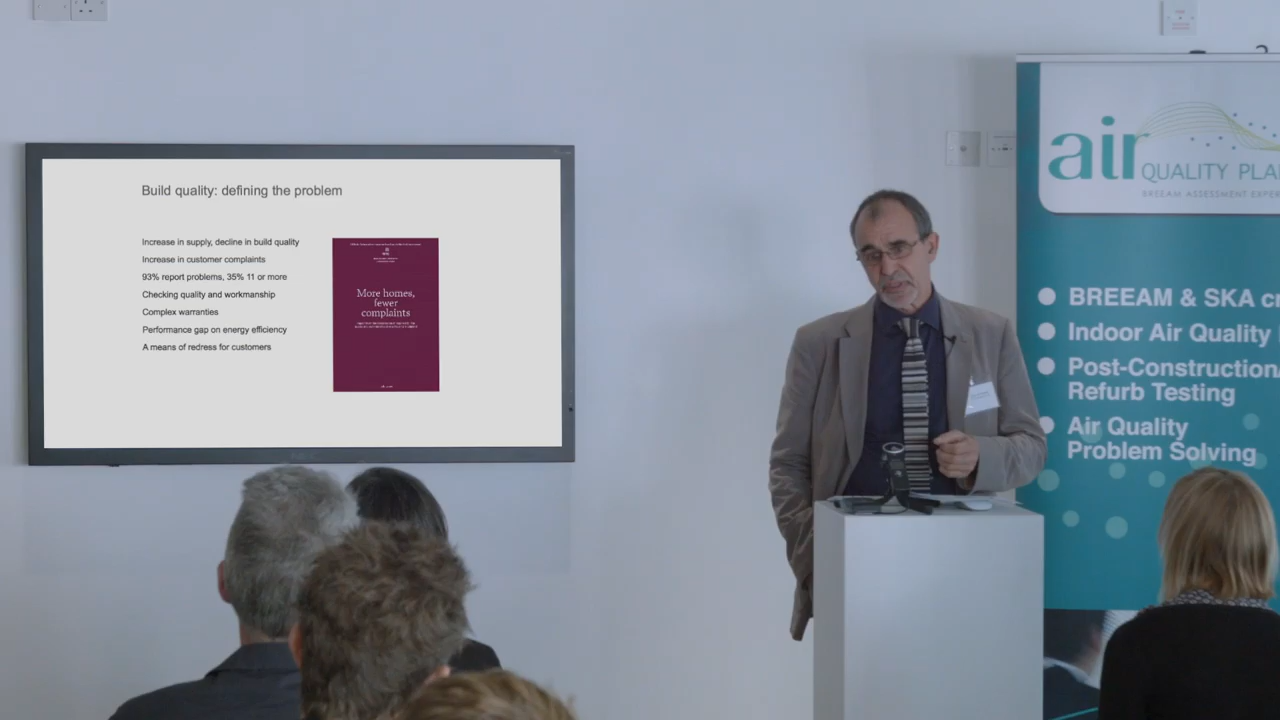 Build quality: defining the problem
Increase in supply, decline in build quality
Increase in customer complaints
93% report problems, 35% 11 or more
Checking quality and workmanship
Complex warranties
Performance gap on energy efficiency
A means of redress for customers
More homes,
fewer
complaints
air
QUALITY PLA
BREEAM ASSESSMENT EXPER
BREEAM & SKA
Indoor Air Quality
Post-Construction/
Refurb Testing
Air Quality
Problem Solving